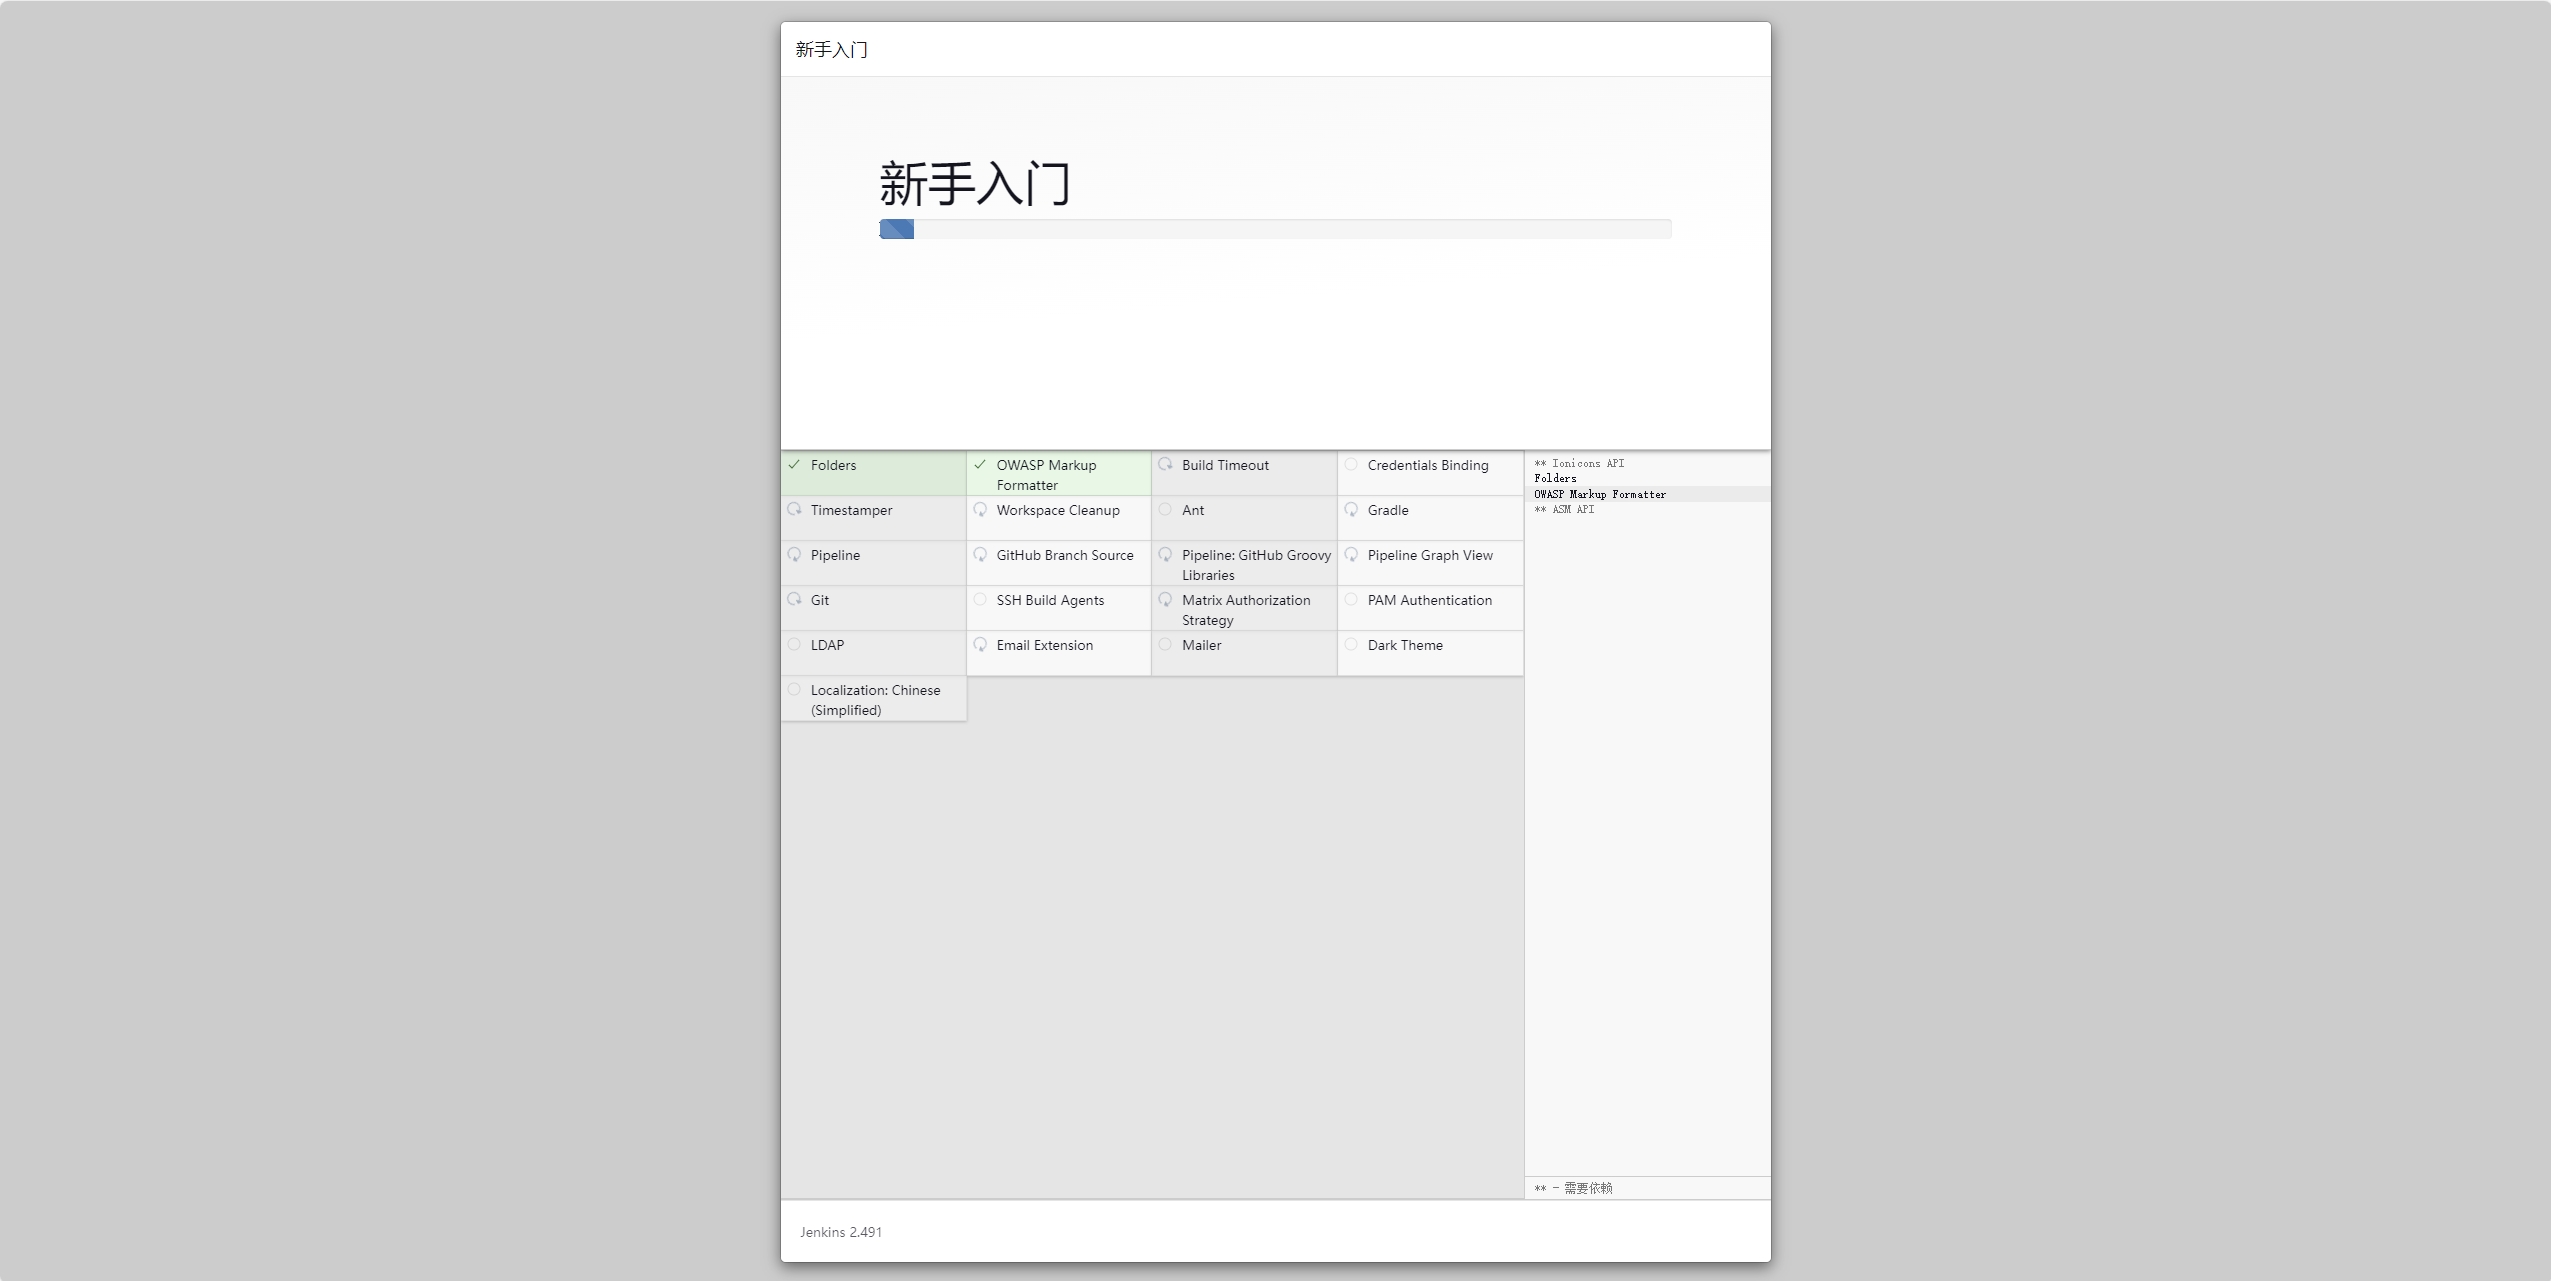 新手入门
新手入门
Folders
OWASP Markup
Formatter
Build Timeout
Credentials Binding
Timestamper
Workspace Cleanup
Ant
Gradle
Pipeline
GitHub Branch Source
Pipeline: GitHub Groovy
Libraries
Pipeline Graph View
Git
SSH Build Agents
Matrix Authorization
Strategy
PAM Authentication
LDAP
Email Extension
Mailer
Dark Theme
Localization: Chinese
(Simplified)
** Ionicons API
Folders
OWASP Markup Formatter
** ASM API
** - 需要依赖
Jenkins 2.491